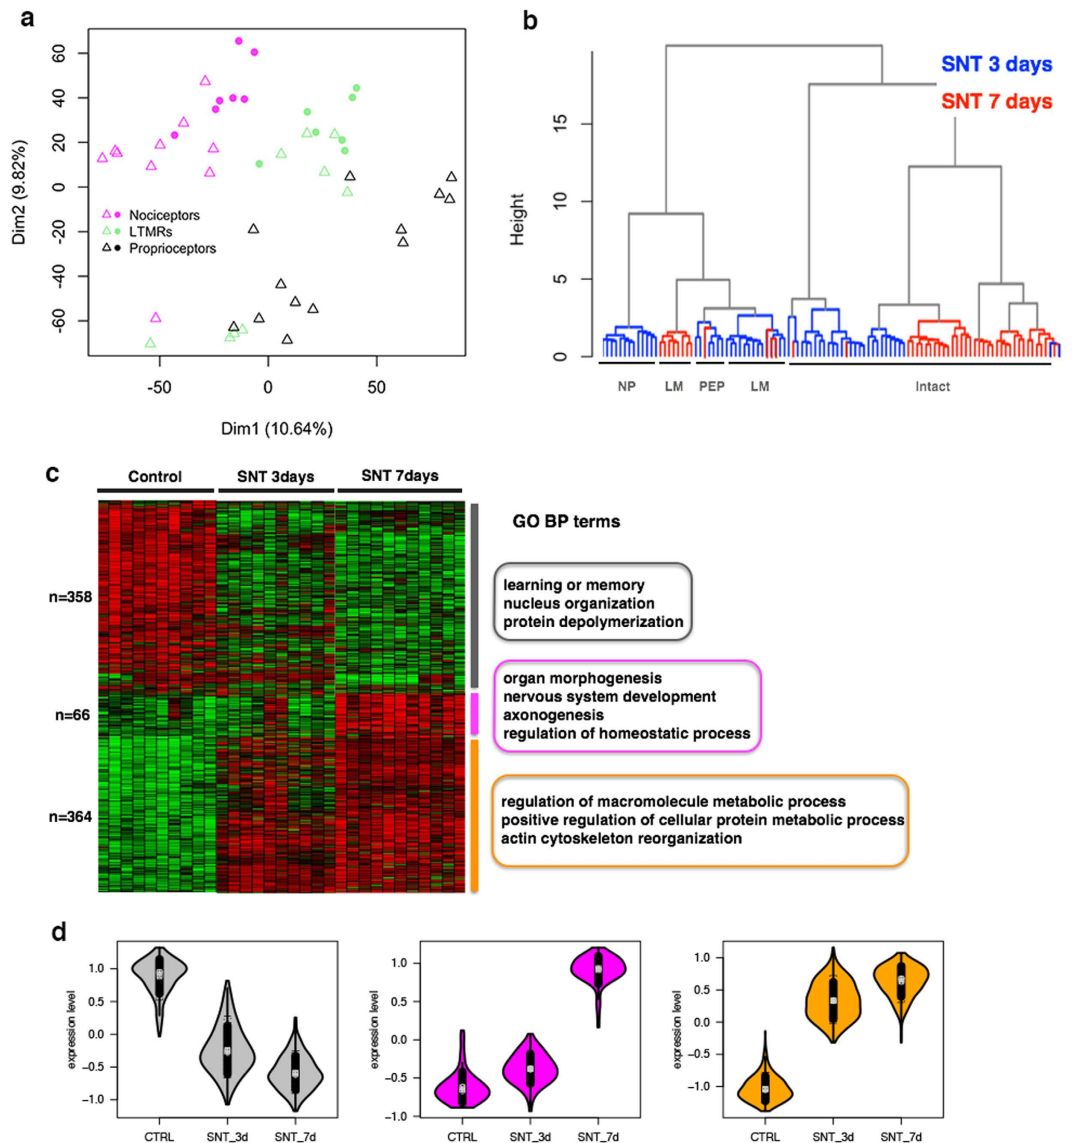 a
60
40
20
0
-20
-40
-60
Dim2 (9.82%)
Nociceptors
LTMRs
Proprioceptors
-50 0 50
Dim1 (10.64%)
b
SNT 3 days
SNT 7 days
15
10
5
0
Height
NP LM PEP LM Intact
c
Control SNT 3days SNT 7days
n=358
n=66
n=364
GO BP terms
learning or memory
nucleus organization
protein depolymerization
organ morphogenesis
nervous system development
axonogenesis
regulation of homeostatic process
regulation of macromolecule metabolic process
positive regulation of cellular protein metabolic process
actin cytoskeleton reorganization
d
expression level
1.0
0.5
0.0
−0.5
−1.0
CTRL SNT_3d SNT_7d
expression level
1.0
0.5
0.0
−0.5
−1.0
CTRL SNT_3d SNT_7d
expression level
1.0
0.5
0.0
−0.5
−1.0
CTRL SNT_3d SNT_7d